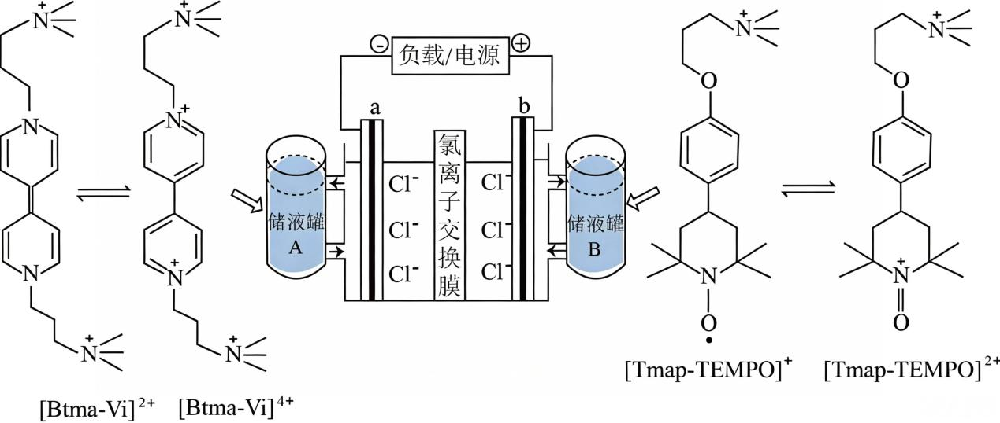 负载/电源
a
b
氯离子交换膜
Cl⁻ Cl⁻
Cl⁻ Cl⁻
Cl⁻ Cl⁻
储液罐
A
储液罐
B
N⁺
N
N
N⁺
N⁺
N⁺
N⁺
N⁺
N⁺
O
N
O
•
N⁺
O
N⁺
O
[Btma-Vi]²⁺
[Btma-Vi]⁴⁺
[Tmap-TEMPO]⁺
[Tmap-TEMPO]²⁺